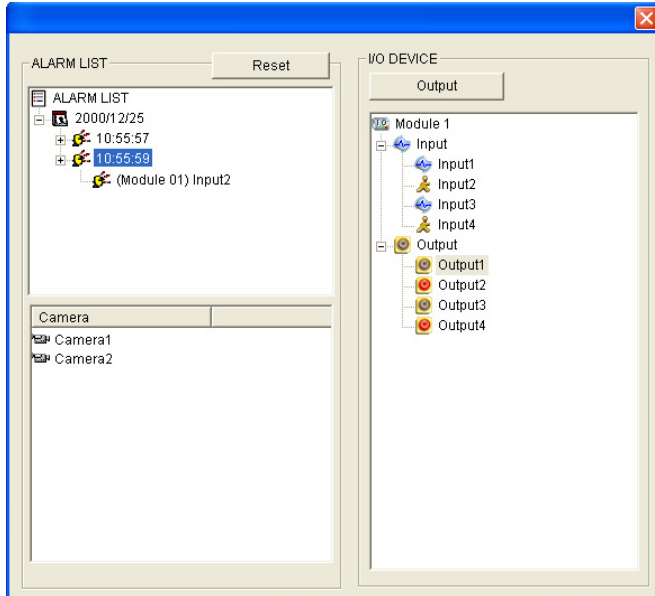 ALARM LIST
Reset
ALARM LIST
2000/12/25
10:55:57
10:55:59
(Module 01) Input2
Camera
Camera1
Camera2
I/O DEVICE
Output
Module 1
Input
Input1
Input2
Input3
Input4
Output
Output1
Output2
Output3
Output4